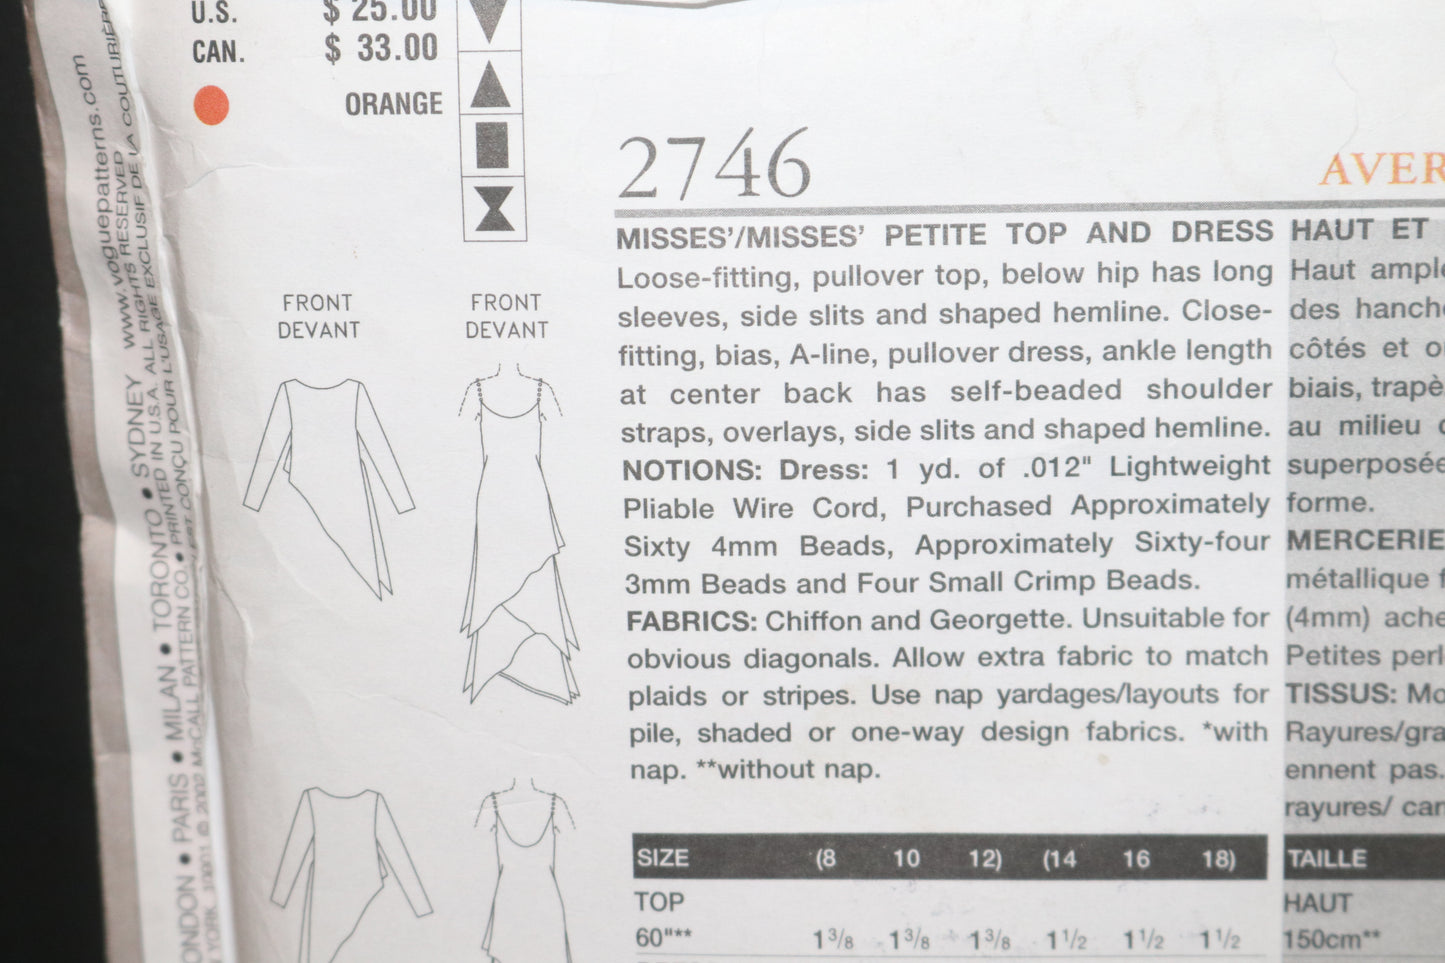 U.S. $ 25.00
CAN. $ 33.00
ORANGE
FRONT
DEVANT
FRONT
DEVANT
2746
AVER
MISSES'/MISSES' PETITE TOP AND DRESS
Loose-fitting, pullover top, below hip has long
sleeves, side slits and shaped hemline. Close-
fitting, bias, A-line, pullover dress, ankle length
at center back has self-beaded shoulder
straps, overlays, side slits and shaped hemline.
NOTIONS: Dress: 1 yd. of .012" Lightweight
Pliable Wire Cord, Purchased Approximately
Sixty 4mm Beads, Approximately Sixty-four
3mm Beads and Four Small Crimp Beads.
FABRICS: Chiffon and Georgette. Unsuitable for
obvious diagonals. Allow extra fabric to match
plaids or stripes. Use nap yardages/layouts for
pile, shaded or one-way design fabrics. *with
nap. **without nap.
SIZE (8 10 12) (14 16 18)
TOP
60"** 1 3/8 1 3/8 1 3/8 1 1/2 1 1/2 1 1/2
HAUT ET
Haut ample
des hanche
côtés et o
biais, trapè
au milieu
superposée
forme.
MERCERIE
métallique f
(4mm) ache
Petites perl
TISSUS: Mo
Rayures/gra
ennent pas.
rayures/ car
TAILLE
HAUT
150cm**
ONDON • PARIS • MILAN • TORONTO • SYDNEY www.voguepatterns.com
YORK, 10001 © 2002 McCALL PATTERN CO. • PRINTED IN U.S.A. ALL RIGHTS RESERVED
EST CONÇU POUR L'USAGE EXCLUSIF DE LA COUTURIÈRE